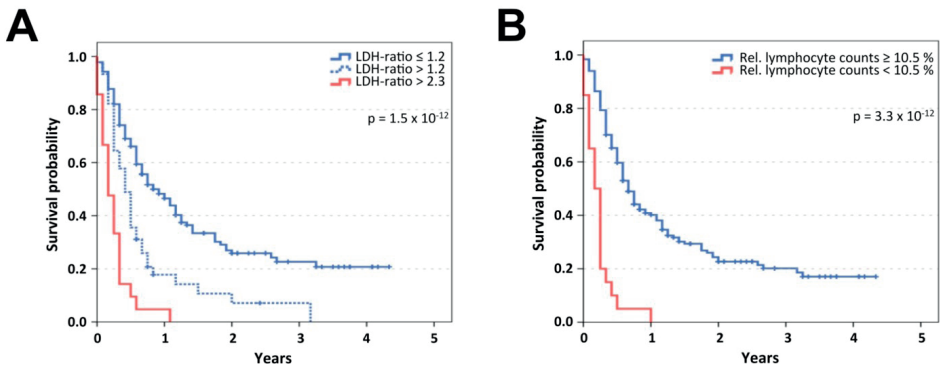 A
Survival probability
1.0
0.8
0.6
0.4
0.2
0.0
0 1 2 3 4 5
Years
LDH-ratio ≤ 1.2
LDH-ratio > 1.2
LDH-ratio > 2.3
p = 1.5 x 10⁻¹²
B
Survival probability
1.0
0.8
0.6
0.4
0.2
0.0
0 1 2 3 4 5
Years
Rel. lymphocyte counts ≥ 10.5 %
Rel. lymphocyte counts < 10.5 %
p = 3.3 x 10⁻¹²